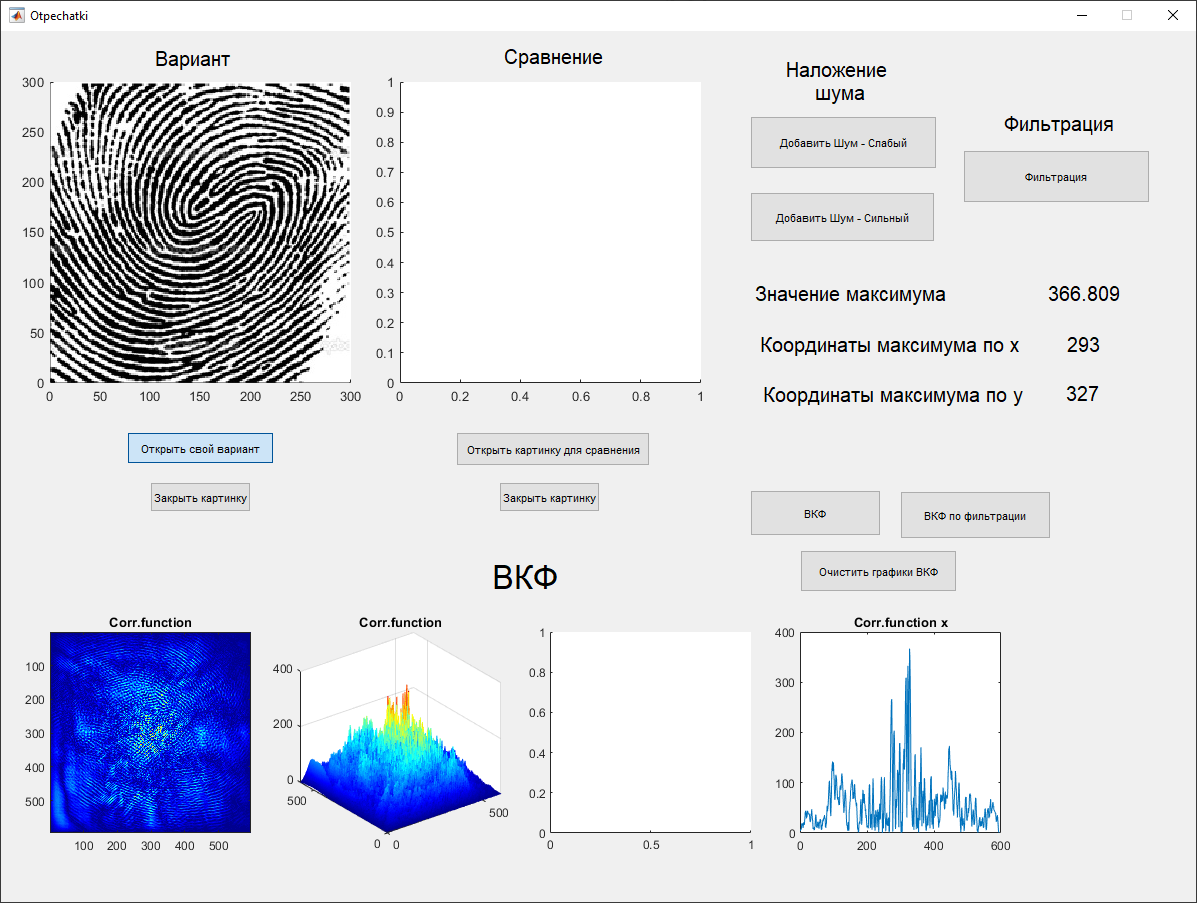 Otpechatki
Вариант
Сравнение
Наложение
шума
Фильтрация
300
250
200
150
100
50
0
0 50 100 150 200 250 300
1
0.9
0.8
0.7
0.6
0.5
0.4
0.3
0.2
0.1
0
0 0.2 0.4 0.6 0.8 1
Добавить Шум - Слабый
Фильтрация
Добавить Шум - Сильный
Значение максимума 366.809
Координаты максимума по x 293
Координаты максимума по y 327
Открыть свой вариант
Открыть картинку для сравнения
Закрыть картинку
Закрыть картинку
ВКФ
ВКФ по фильтрации
Очистить графики ВКФ
ВКФ
Corr.function
100
200
300
400
500
100 200 300 400 500
Corr.function
400
200
0
500
0
0
500
1
0.8
0.6
0.4
0.2
0
0 0.5 1
Corr.function x
400
300
200
100
0
0 200 400 600